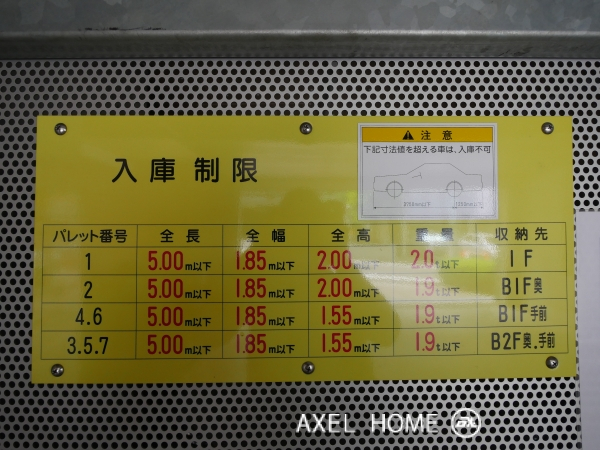 注意
下記寸法値を超える車は、入庫不可
入庫制限
パレット番号 全長 全幅 全高 重量 収納先
1 5.00m以下 1.85m以下 2.00m以下 2.0t以下 1F
2 5.00m以下 1.85m以下 2.00m以下 1.9t以下 B1F奥
4.6 5.00m以下 1.85m以下 1.55m以下 1.9t以下 B1F手前
3.5.7 5.00m以下 1.85m以下 1.55m以下 1.9t以下 B2F奥.手前
AXEL HOME